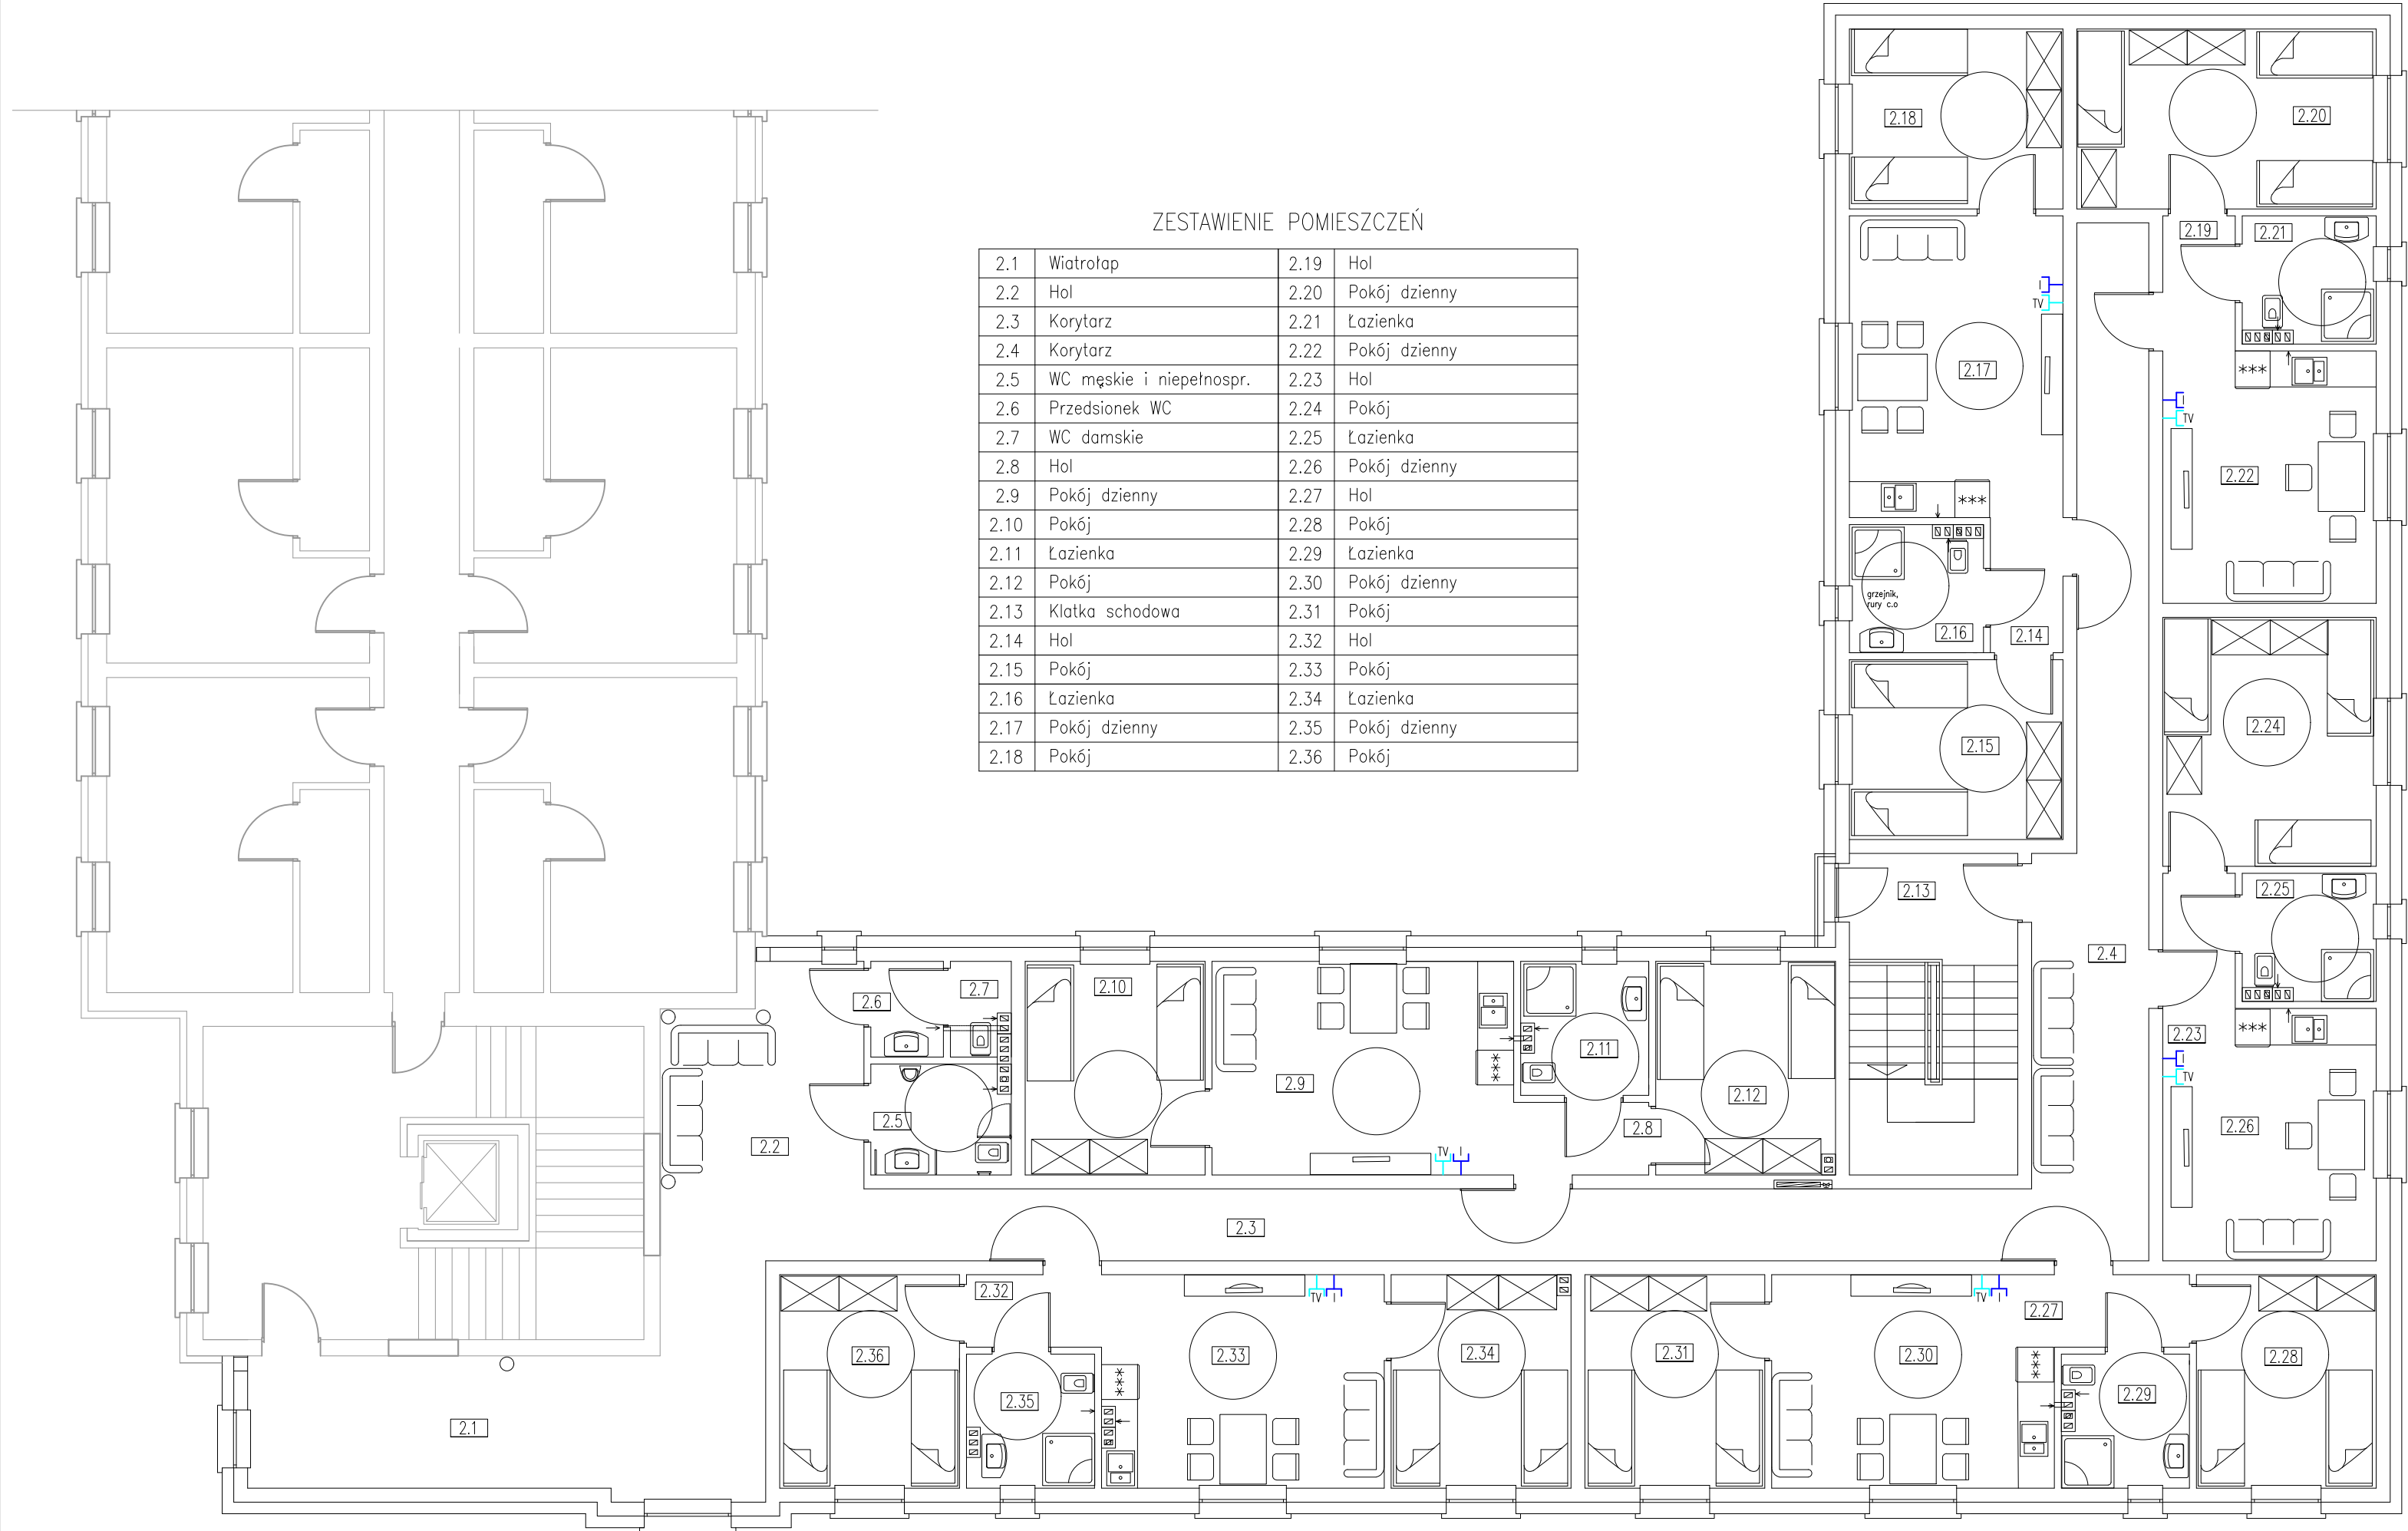 ZESTAWIENIE POMIESZCZEŃ
2.1 Wiatrołap 2.19 Hol
2.2 Hol 2.20 Pokój dzienny
2.3 Korytarz 2.21 Łazienka
2.4 Korytarz 2.22 Pokój dzienny
2.5 WC męskie i niepełnospr. 2.23 Hol
2.6 Przedsionek WC 2.24 Pokój
2.7 WC damskie 2.25 Łazienka
2.8 Hol 2.26 Pokój dzienny
2.9 Pokój dzienny 2.27 Hol
2.10 Pokój 2.28 Pokój
2.11 Łazienka 2.29 Łazienka
2.12 Pokój 2.30 Pokój dzienny
2.13 Klatka schodowa 2.31 Pokój
2.14 Hol 2.32 Hol
2.15 Pokój 2.33 Pokój
2.16 Łazienka 2.34 Łazienka
2.17 Pokój dzienny 2.35 Pokój dzienny
2.18 Pokój 2.36 Pokój
2.18
2.20
2.19
2.21
I
TV
2.17
***
I
TV
2.22
***
grzejnik,
rury c.o
2.16
2.14
2.24
2.15
2.13
2.25
2.4
2.6
2.7
2.10
2.11
2.9
***
2.12
2.5
2.8
2.2
TV I
2.23
***
I
TV
2.26
2.3
2.32
TV I
2.27
TV I
2.36
2.33
2.34
2.31
2.30
2.28
***
***
2.35
2.29
2.1